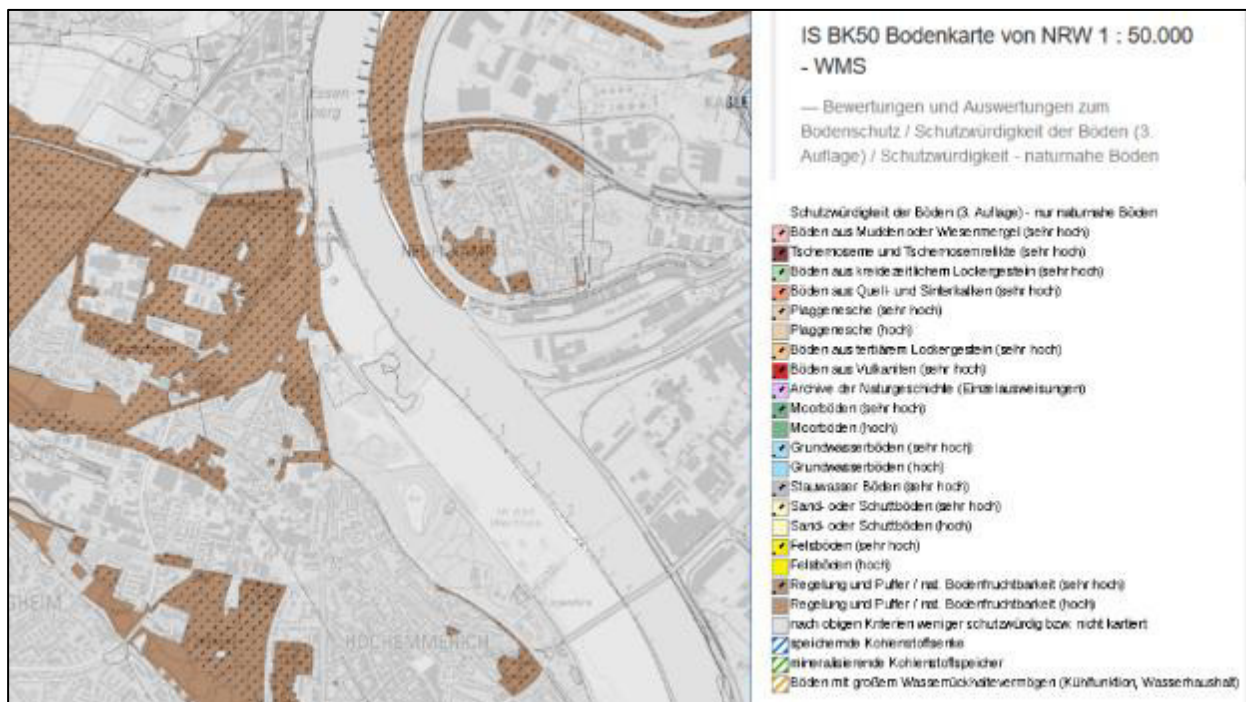 IS BK50 Bodenkarte von NRW 1 : 50.000
- WMS
— Bewertungen und Auswertungen zum
Bodenschutz / Schutzwürdigkeit der Böden (3.
Auflage) / Schutzwürdigkeit - naturnahe Böden
Schutzwürdigkeit der Böden (3. Auflage) - nur naturnahe Böden
Böden aus Mudden oder Wiesenmergel (sehr hoch)
Tschernoseme und Tschernosemrelikte (sehr hoch)
Böden aus kreidezeitlichem Lockergestein (sehr hoch)
Böden aus Quell- und Sinterkalken (sehr hoch)
Plaggenesche (sehr hoch)
Plaggenesche (hoch)
Böden aus tertiärem Lockergestein (sehr hoch)
Böden aus Vulkaniten (sehr hoch)
Archive der Naturgeschichte (Einzelausweisungen)
Moorböden (sehr hoch)
Moorböden (hoch)
Grundwasserböden (sehr hoch)
Grundwasserböden (hoch)
Stauwasser Böden (sehr hoch)
Sand- oder Schuttböden (sehr hoch)
Sand- oder Schuttböden (hoch)
Felsböden (sehr hoch)
Felsböden (hoch)
Regelung und Puffer / nat. Bodenfruchtbarkeit (sehr hoch)
Regelung und Puffer / nat. Bodenfruchtbarkeit (hoch)
nach obigen Kriterien weniger schutzwürdig bzw. nicht kartiert
speichernde Kohlenstoffsenke
mineralisierende Kohlenstoffspeicher
Böden mit großem Wasserrückhaltevermögen (Kühlfunktion, Wasserhaushalt)
Essen
berg
HOCHEMMERICH